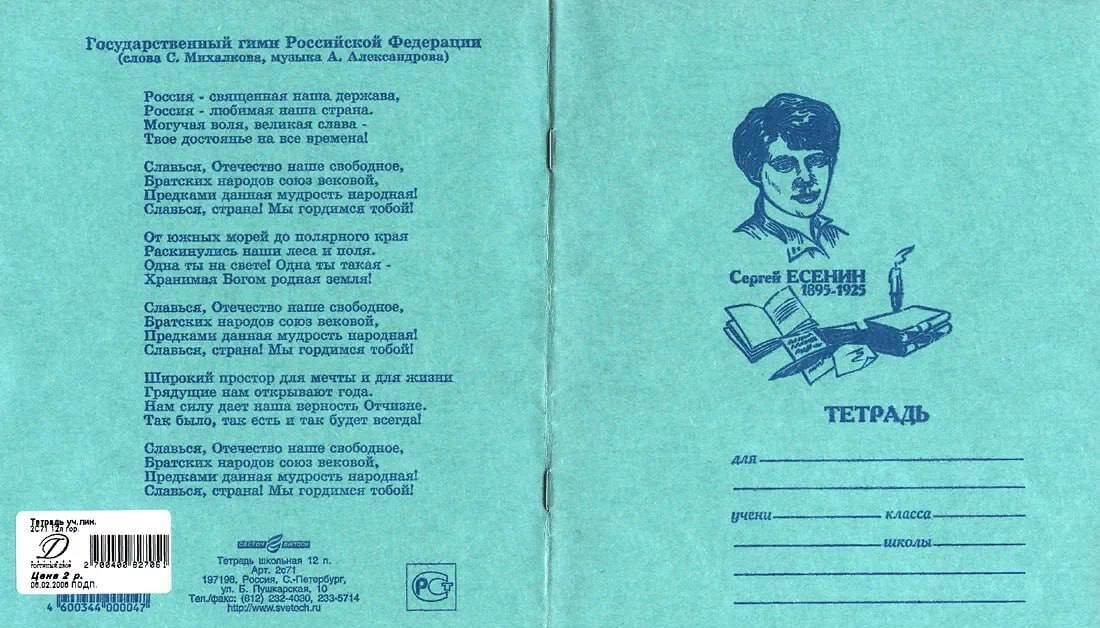 Государственный гимн Российской Федерации
(слова С. Михалкова, музыка А. Александрова)
Россия - священная наша держава,
Россия - любимая наша страна.
Могучая воля, великая слава -
Твое достоянье на все времена!
Славься, Отечество наше свободное,
Братских народов союз вековой,
Предками данная мудрость народная!
Славься, страна! Мы гордимся тобой!
От южных морей до полярного края
Раскинулись наши леса и поля.
Одна ты на свете! Одна ты такая -
Хранимая Богом родная земля!
Славься, Отечество наше свободное,
Братских народов союз вековой,
Предками данная мудрость народная!
Славься, страна! Мы гордимся тобой!
Широкий простор для мечты и для жизни
Грядущие нам открывают года.
Нам силу дает наша верность Отчизне.
Так было, так есть и так будет всегда!
Славься, Отечество наше свободное,
Братских народов союз вековой,
Предками данная мудрость народная!
Славься, страна! Мы гордимся тобой!
Тетрадь уч.лин.
2С71 12л гор.
2 700400 827051
Цена 2 р.
06.02.2006 ПОДП.
4 600344 000047
Тетрадь школьная 12 л.
Арт. 2с71
197198, Россия, С.-Петербург,
ул. Б. Пушкарская, 10
Тел./факс: (812) 232-4030, 233-5714
http://www.svetoch.ru
РСТ
Сергей ЕСЕНИН
1895-1925
ТЕТРАДЬ
для
учени класса
школы